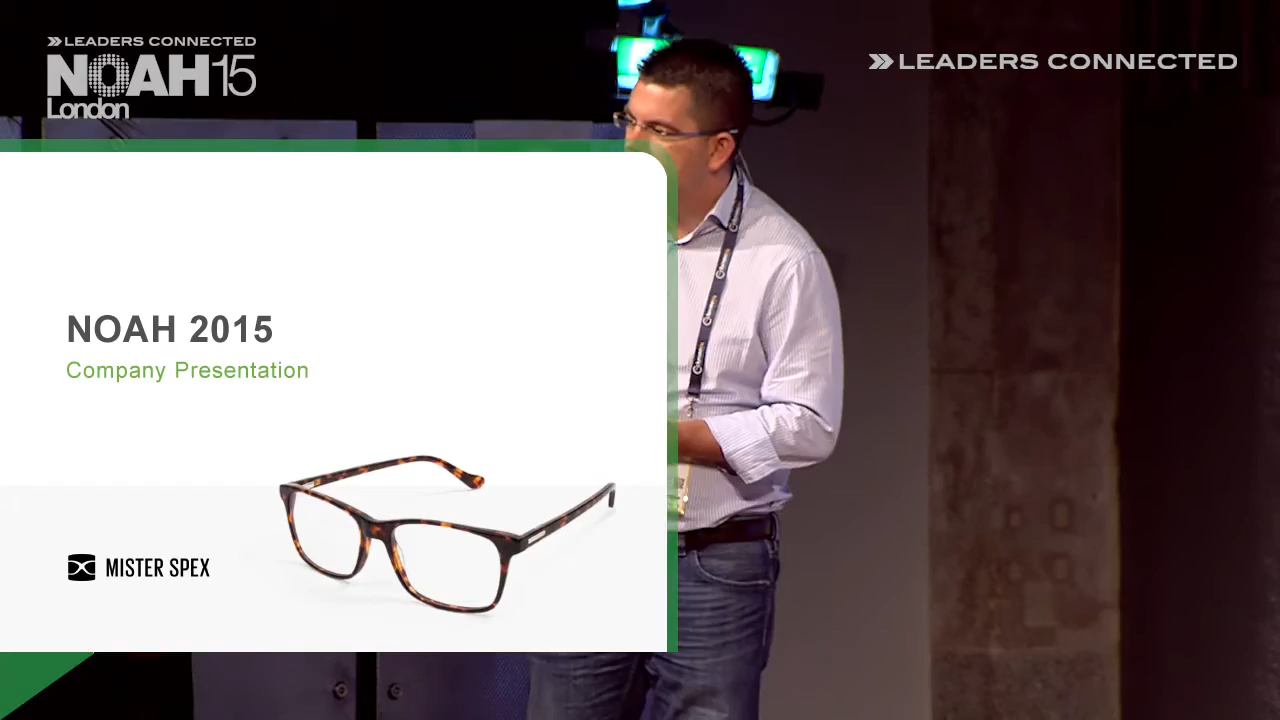 LEADERS CONNECTED
NOAH15
London
LEADERS CONNECTED
NOAH 2015
Company Presentation
MISTER SPEX